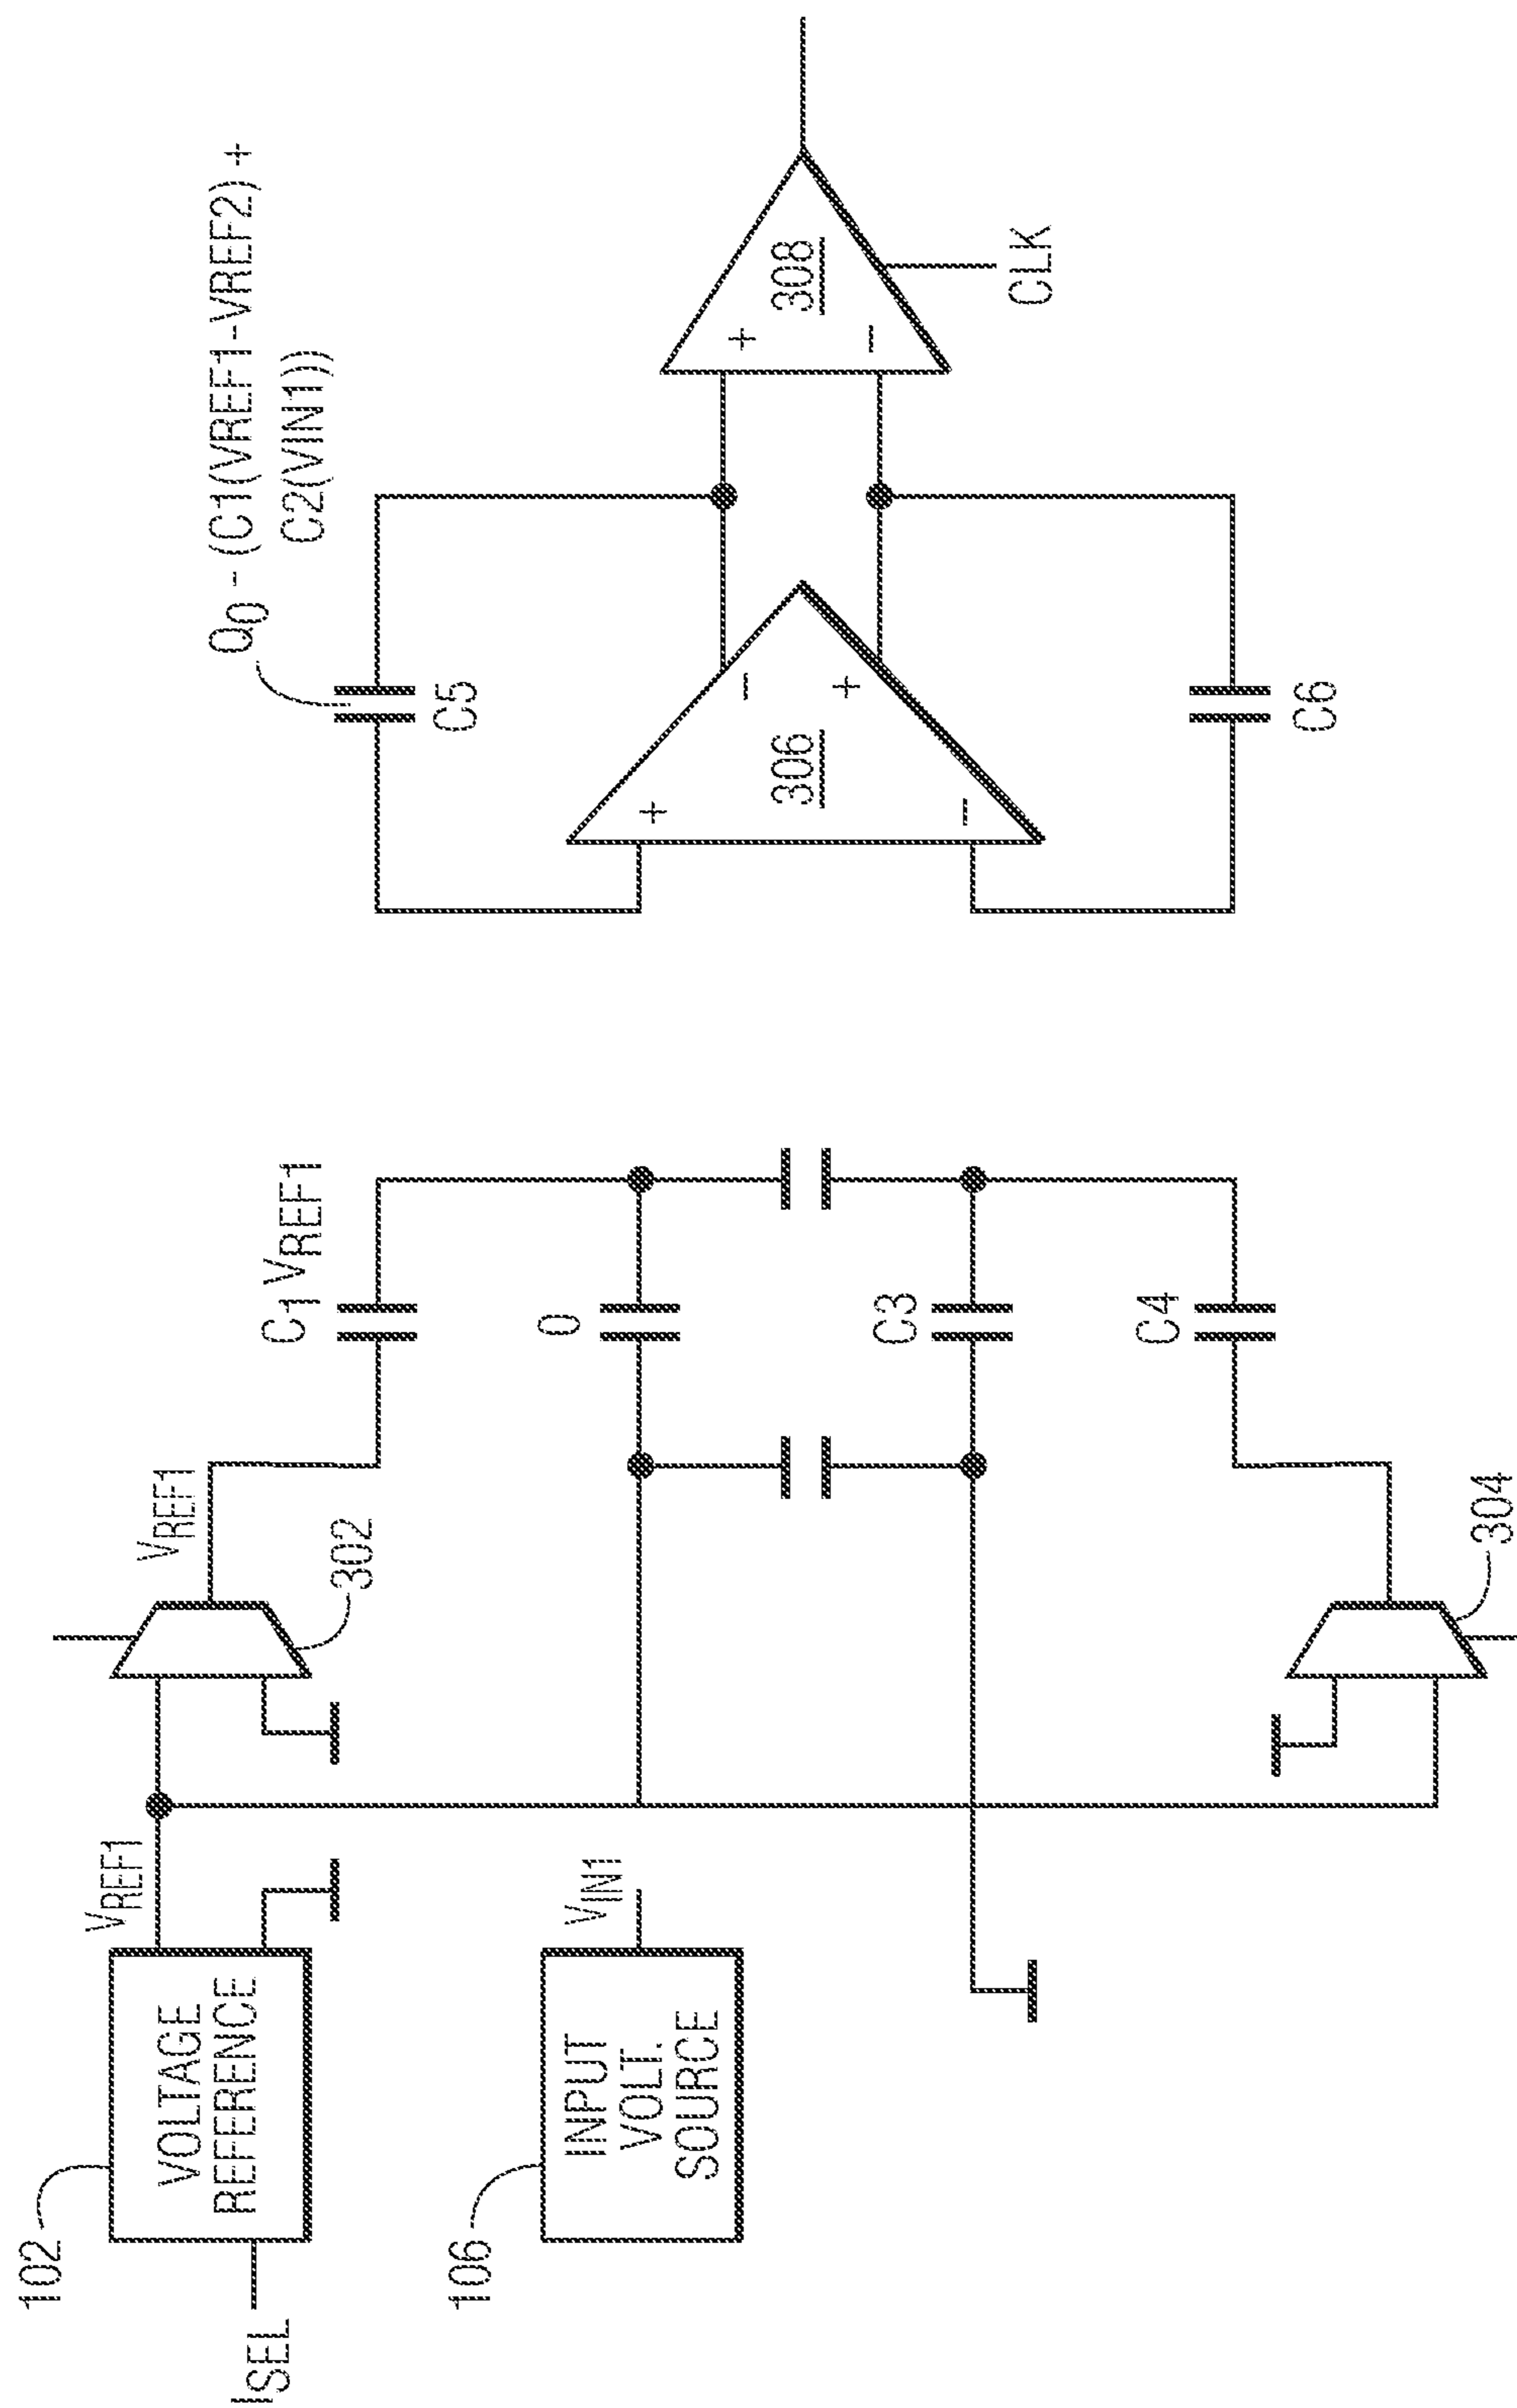 102
VOLTAGE
REFERENCE
ISEL
VREF1
302
VREF1
C1 VREF1
106
INPUT
VOLT.
SOURCE
VIN1
0
C3
C4
304
Q0 - (C1(VREF1-VREF2) +
C2(VIN1))
C5
+
-
306
-
+
C6
+
308
-
CLK